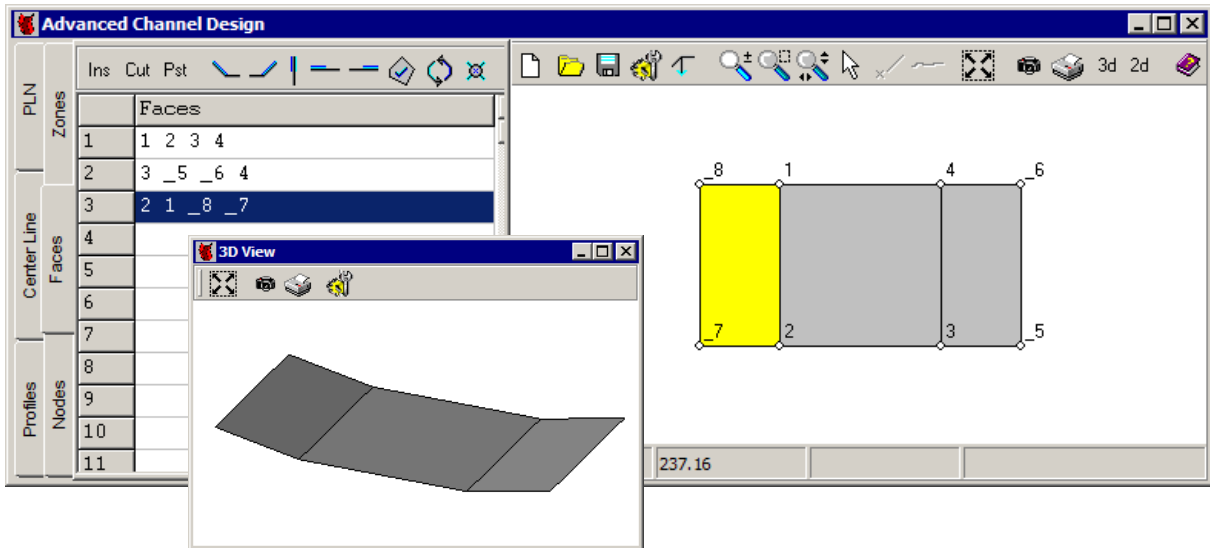 Advanced Channel Design
PLN
Zones
Center Line
Faces
Profiles
Nodes
Ins Cut Pst
3d 2d
Faces
1 1 2 3 4
2 3 _5 _6 4
3 2 1 _8 _7
4
5
6
7
8
9
10
11
3D View
_8 1 4 _6
_7 2 3 _5
237.16